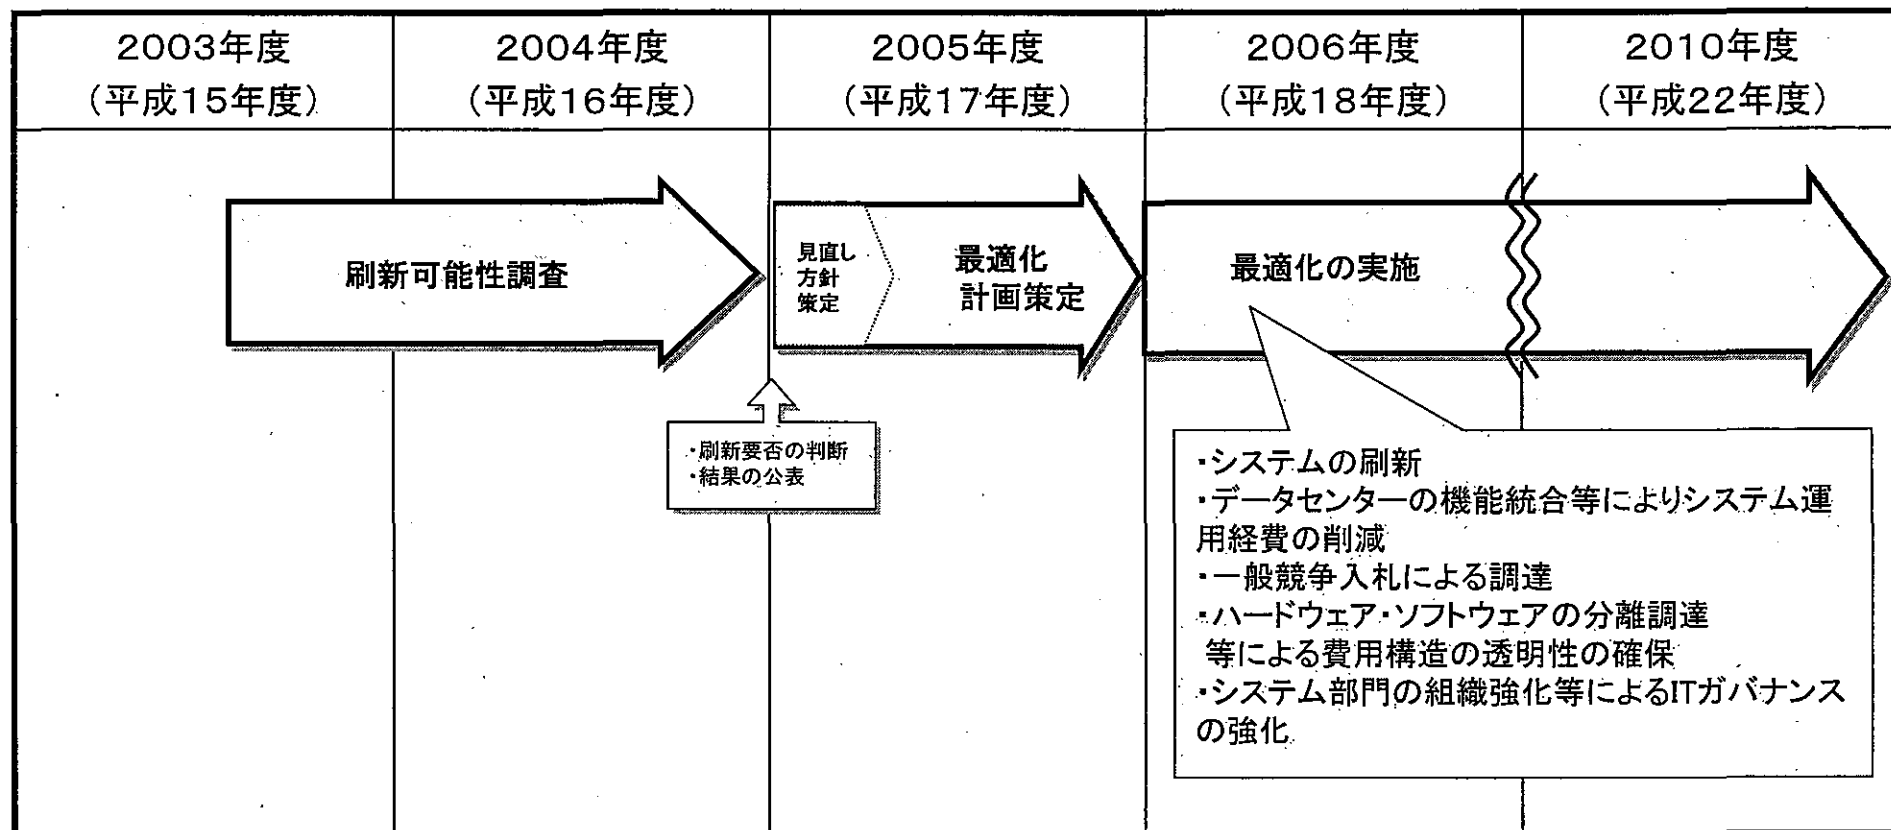 2003年度
(平成15年度)
2004年度
(平成16年度)
2005年度
(平成17年度)
2006年度
(平成18年度)
2010年度
(平成22年度)
刷新可能性調査
見直し
方針
策定
最適化
計画策定
最適化の実施
・刷新要否の判断
・結果の公表
・システムの刷新
・データセンターの機能統合等によりシステム運
用経費の削減
・一般競争入札による調達
・ハードウェア・ソフトウェアの分離調達
等による費用構造の透明性の確保
・システム部門の組織強化等によるITガバナンス
の強化